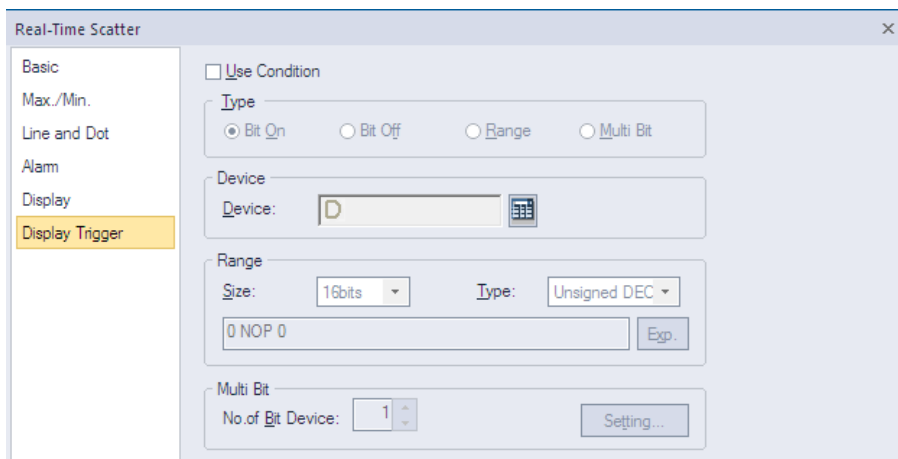 Real-Time Scatter
Basic
Max./Min.
Line and Dot
Alarm
Display
Display Trigger
Use Condition
Type
Bit On Bit Off Range Multi Bit
Device
Device: D
Range
Size: 16bits Type: Unsigned DEC
0 NOP 0 Exp.
Multi Bit
No.of Bit Device: 1 Setting...